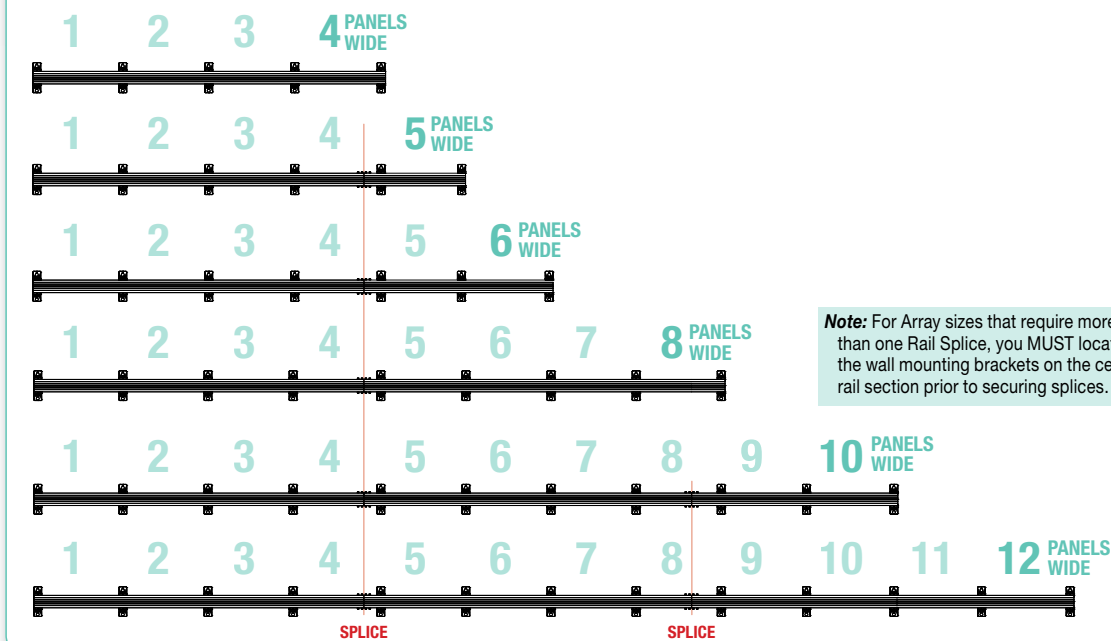 1 2 3 4 PANELS
WIDE
1 2 3 4 5 PANELS
WIDE
1 2 3 4 5 6 PANELS
WIDE
1 2 3 4 5 6 7 8 PANELS
WIDE
Note: For Array sizes that require more
than one Rail Splice, you MUST
the wall mounting brackets on the
rail section prior to securing splices.
1 2 3 4 5 6 7 8 9 10 PANELS
WIDE
1 2 3 4 5 6 7 8 9 10 11 12 PANELS
WIDE
SPLICE SPLICE